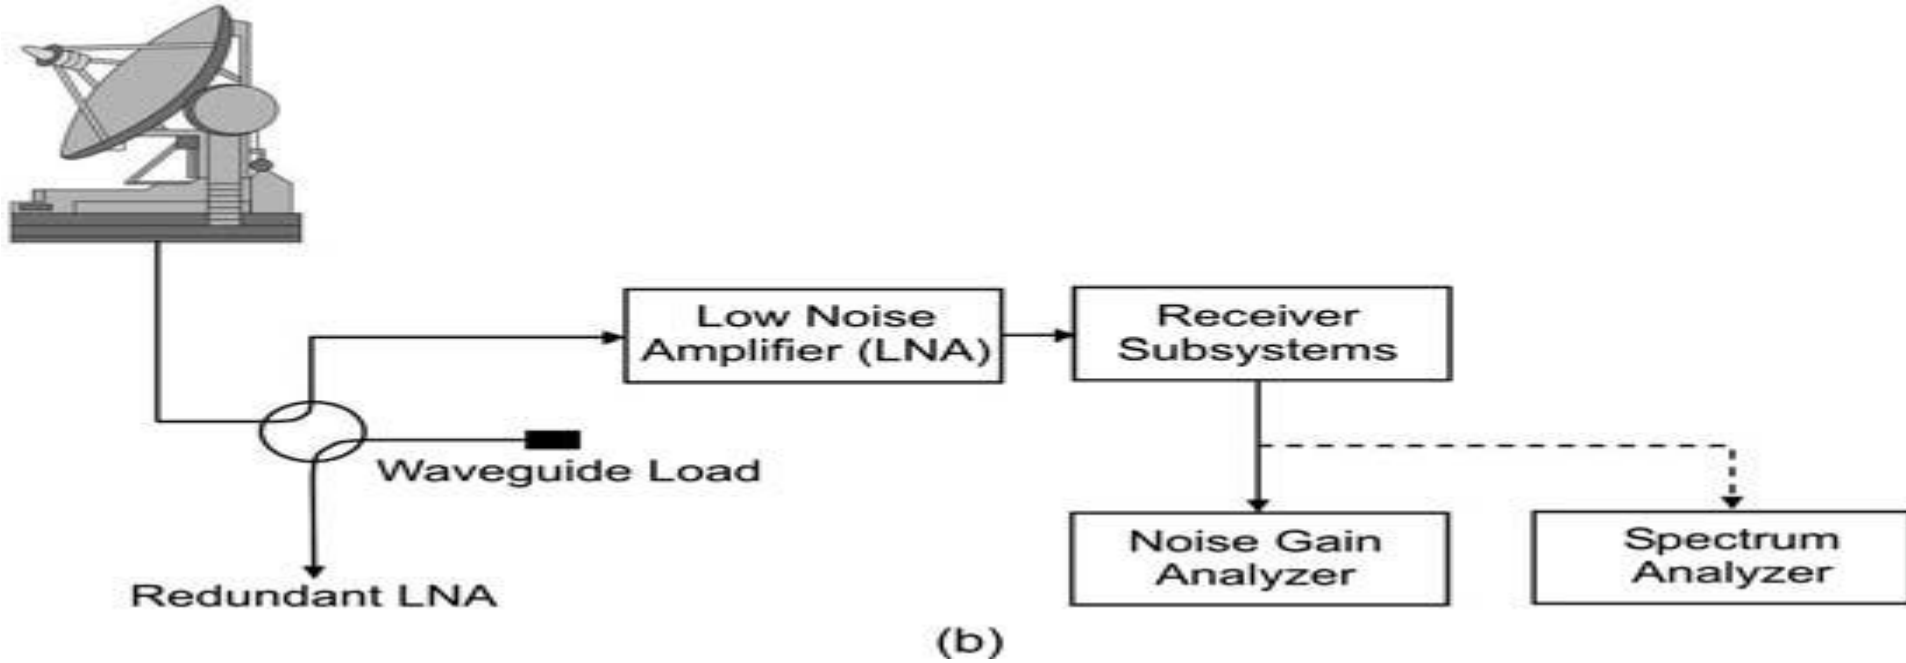 Low Noise
Amplifier (LNA)
Receiver
Subsystems
Waveguide Load
Noise Gain
Analyzer
Spectrum
Analyzer
Redundant LNA
(b)